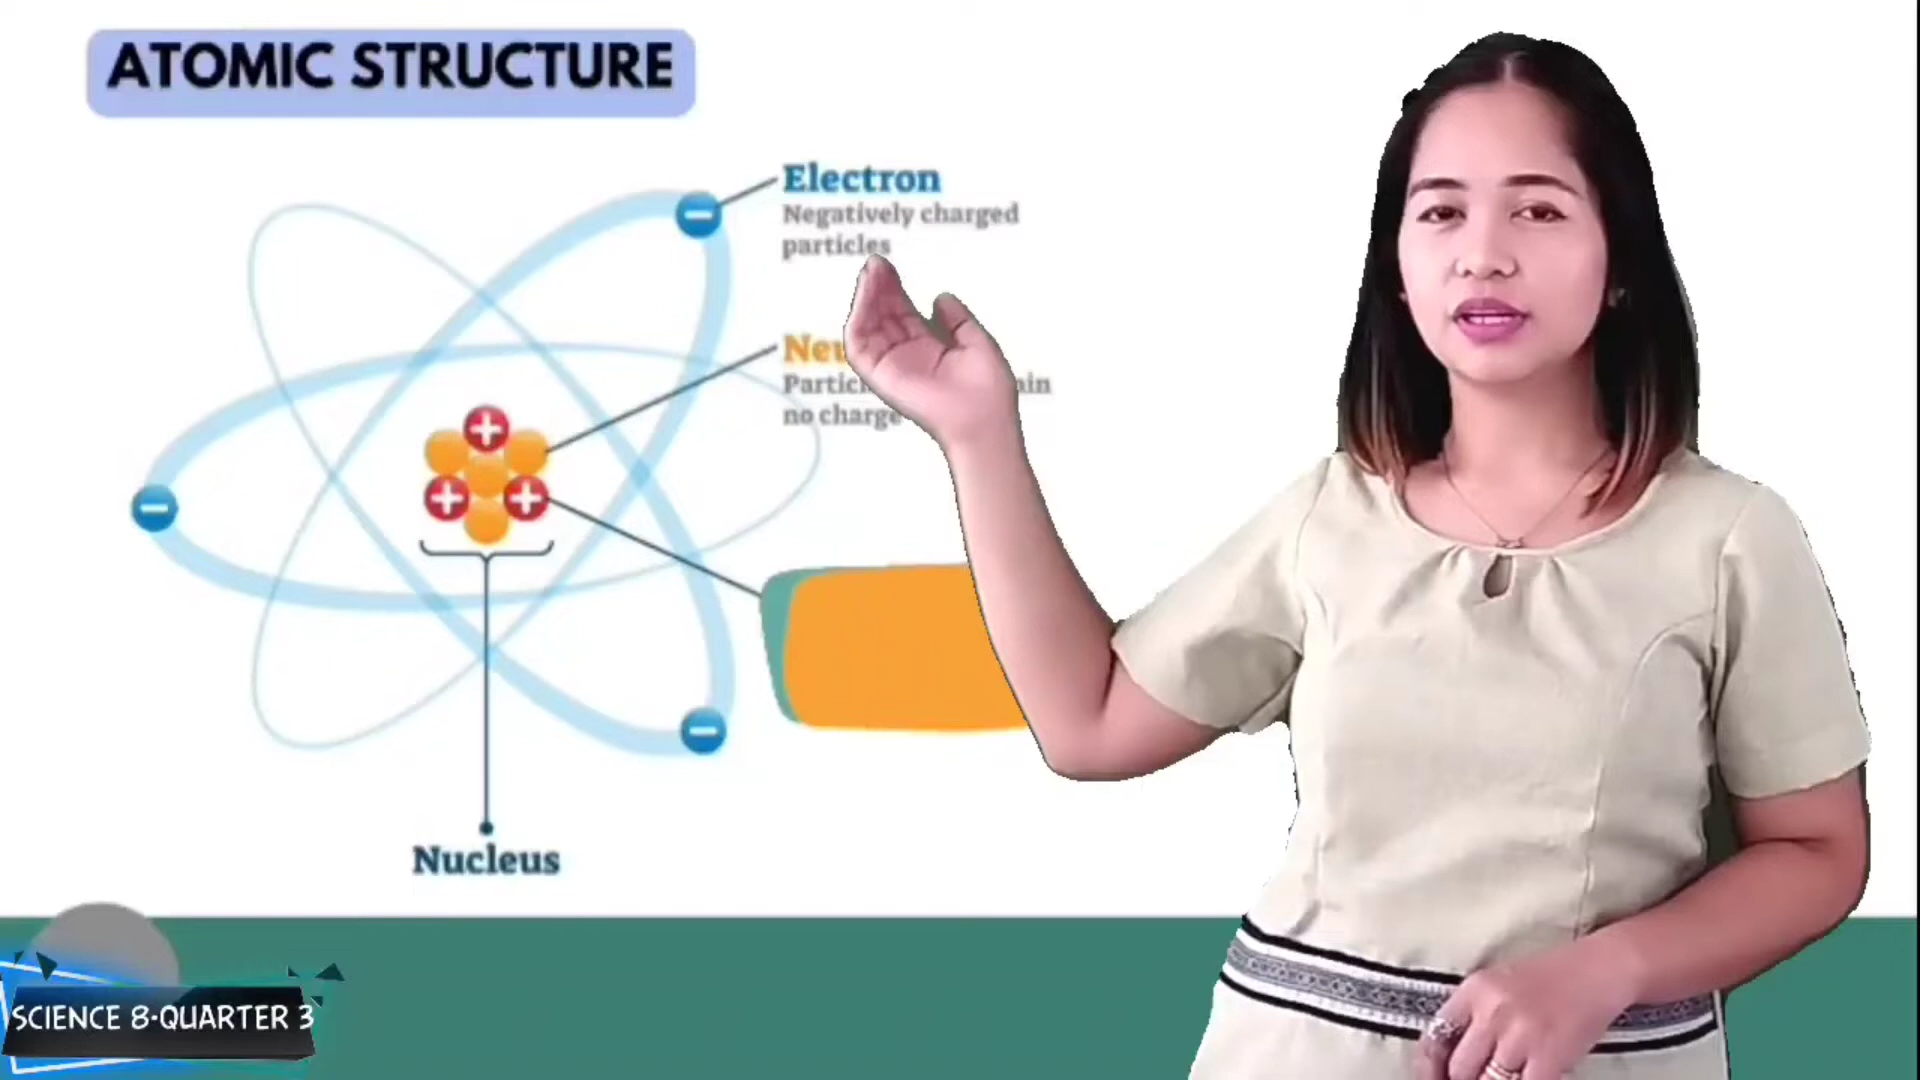 ATOMIC STRUCTURE
Electron
Negatively charged
particles
no charge
Nucleus
SCIENCE 8-QUARTER 3